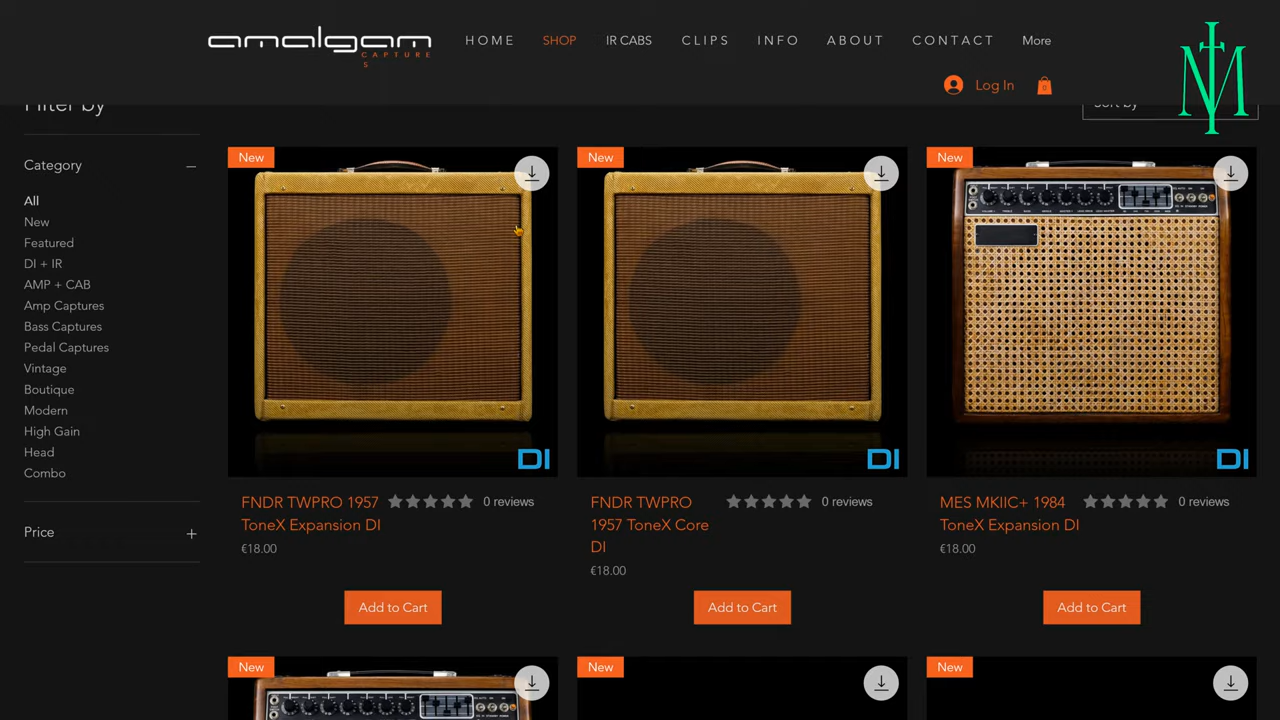 amalgam
CAPTURE
S
HOME
SHOP
IR CABS
CLIPS
INFO
ABOUT
CONTACT
More
Log In
0
Filter by
Sort by
Category
All
New
Featured
DI + IR
AMP + CAB
Amp Captures
Bass Captures
Pedal Captures
Vintage
Boutique
Modern
High Gain
Head
Combo
Price
New
DI
FNDR TWPRO 1957
ToneX Expansion DI
0 reviews
€18.00
Add to Cart
New
DI
FNDR TWPRO
1957 ToneX Core
DI
0 reviews
€18.00
Add to Cart
New
DI
MES MKIIC+ 1984
ToneX Expansion DI
0 reviews
€18.00
Add to Cart
New
New
New